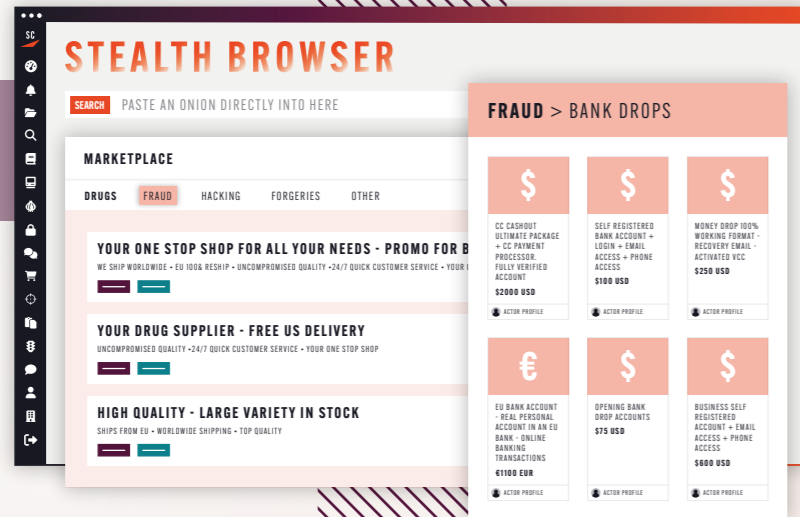 SC
STEALTH BROWSER
SEARCH
PASTE AN ONION DIRECTLY INTO HERE
MARKETPLACE
DRUGS
FRAUD
HACKING
FORGERIES
OTHER
YOUR ONE STOP SHOP FOR ALL YOUR NEEDS - PROMO FOR B
WE SHIP WORLDWIDE • EU 100& RESHIP • UNCOMPROMISED QUALITY •24/7 QUICK CUSTOMER SERVICE • YOUR
YOUR DRUG SUPPLIER - FREE US DELIVERY
UNCOMPROMISED QUALITY •24/7 QUICK CUSTOMER SERVICE • YOUR ONE STOP SHOP
HIGH QUALITY - LARGE VARIETY IN STOCK
SHIPS FROM EU • WORLDWIDE SHIPPING • TOP QUALITY
FRAUD > BANK DROPS
$
CC CASHOUT
ULTIMATE PACKAGE
+ CC PAYMENT
PROCESSOR.
FULLY VERIFIED
ACCOUNT
$2000 USD
ACTOR PROFILE
$
SELF REGISTERED
BANK ACCOUNT +
LOGIN + EMAIL
ACCESS + PHONE
ACCESS
$100 USD
ACTOR PROFILE
$
MONEY DROP 100%
WORKING FORMAT -
RECOVERY EMAIL -
ACTIVATED VCC
$250 USD
ACTOR PROFILE
€
EU BANK ACCOUNT
- REAL PERSONAL
ACCOUNT IN AN EU
BANK - ONLINE
BANKING
TRANSACTIONS
€1100 EUR
ACTOR PROFILE
$
OPENING BANK
DROP ACCOUNTS
$75 USD
ACTOR PROFILE
$
BUSINESS SELF
REGISTERED
ACCOUNT + EMAIL
ACCESS + PHONE
ACCESS
$600 USD
ACTOR PROFILE